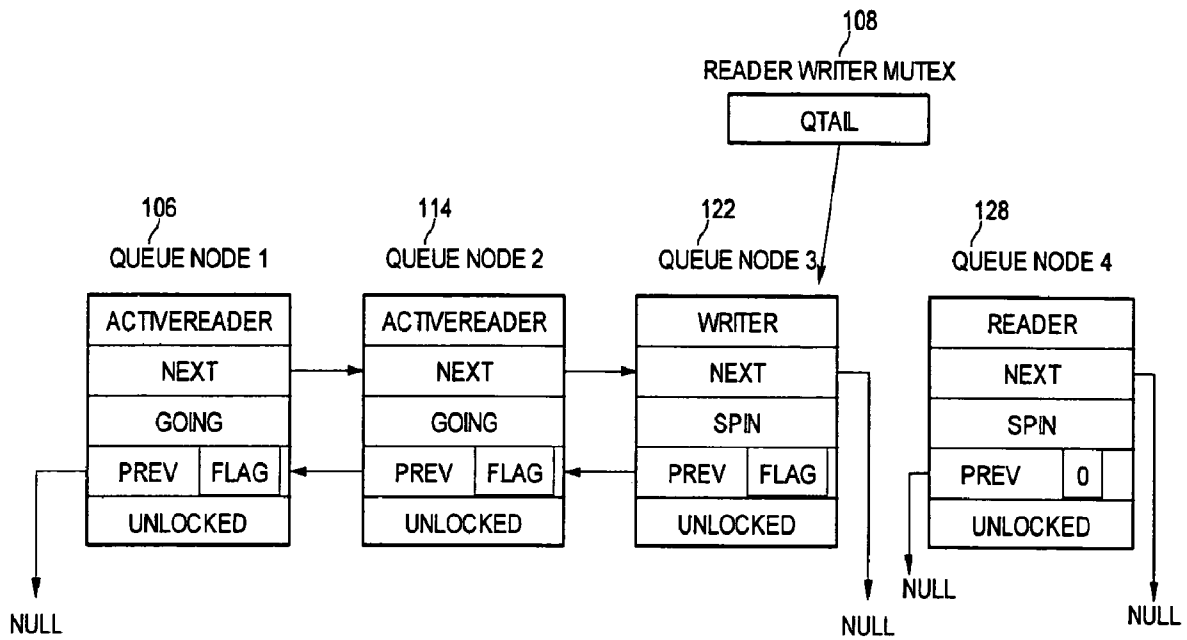 108
READER WRITER MUTEX
QTAIL
106
114
122
128
QUEUE NODE 1
QUEUE NODE 2
QUEUE NODE 3
QUEUE NODE 4
ACTIVEREADER
ACTIVEREADER
WRITER
READER
NEXT
NEXT
NEXT
NEXT
GOING
GOING
SPIN
SPIN
PREV FLAG
PREV FLAG
PREV FLAG
PREV 0
UNLOCKED
UNLOCKED
UNLOCKED
UNLOCKED
NULL
NULL
NULL
NULL